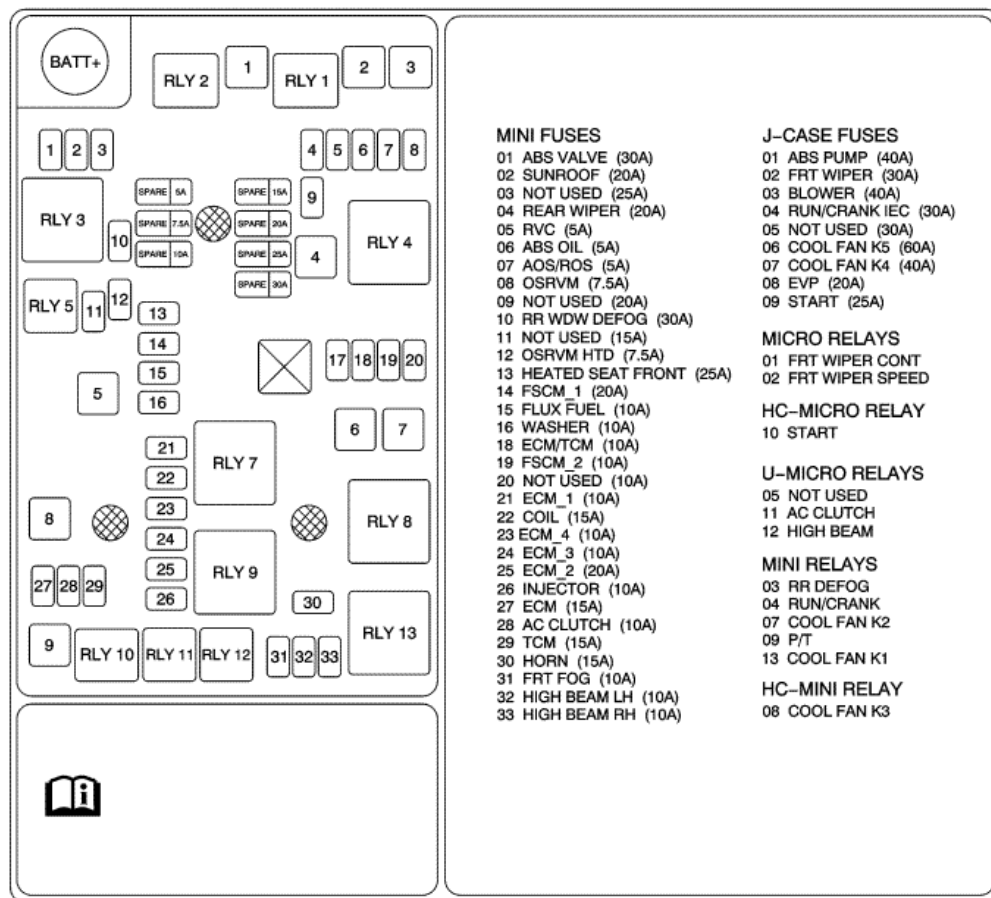 BATT+
RLY 2
1
RLY 1
2
3
1
2
3
4
5
6
7
8
SPARE 5A
SPARE 15A
9
RLY 3
SPARE 7.5A
SPARE 20A
RLY 4
10
SPARE 10A
SPARE 25A
4
SPARE 30A
RLY 5
11
12
13
14
15
16
17
18
19
20
5
6
7
21
22
23
24
25
26
RLY 7
8
RLY 8
RLY 9
27
28
29
30
9
RLY 10
RLY 11
RLY 12
31
32
33
RLY 13
i
MINI FUSES
01 ABS VALVE (30A)
02 SUNROOF (20A)
03 NOT USED (25A)
04 REAR WIPER (20A)
05 RVC (5A)
06 ABS OIL (5A)
07 AOS/ROS (5A)
08 OSRVM (7.5A)
09 NOT USED (20A)
10 RR WDW DEFOG (30A)
11 NOT USED (15A)
12 OSRVM HTD (7.5A)
13 HEATED SEAT FRONT (25A)
14 FSCM_1 (20A)
15 FLUX FUEL (10A)
16 WASHER (10A)
18 ECM/TCM (10A)
19 FSCM_2 (10A)
20 NOT USED (10A)
21 ECM_1 (10A)
22 COIL (15A)
23 ECM_4 (10A)
24 ECM_3 (10A)
25 ECM_2 (20A)
26 INJECTOR (10A)
27 ECM (15A)
28 AC CLUTCH (10A)
29 TCM (15A)
30 HORN (15A)
31 FRT FOG (10A)
32 HIGH BEAM LH (10A)
33 HIGH BEAM RH (10A)
J-CASE FUSES
01 ABS PUMP (40A)
02 FRT WIPER (30A)
03 BLOWER (40A)
04 RUN/CRANK IEC (30A)
05 NOT USED (30A)
06 COOL FAN K5 (60A)
07 COOL FAN K4 (40A)
08 EVP (20A)
09 START (25A)
MICRO RELAYS
01 FRT WIPER CONT
02 FRT WIPER SPEED
HC-MICRO RELAY
10 START
U-MICRO RELAYS
05 NOT USED
11 AC CLUTCH
12 HIGH BEAM
MINI RELAYS
03 RR DEFOG
04 RUN/CRANK
07 COOL FAN K2
09 P/T
13 COOL FAN K1
HC-MINI RELAY
08 COOL FAN K3